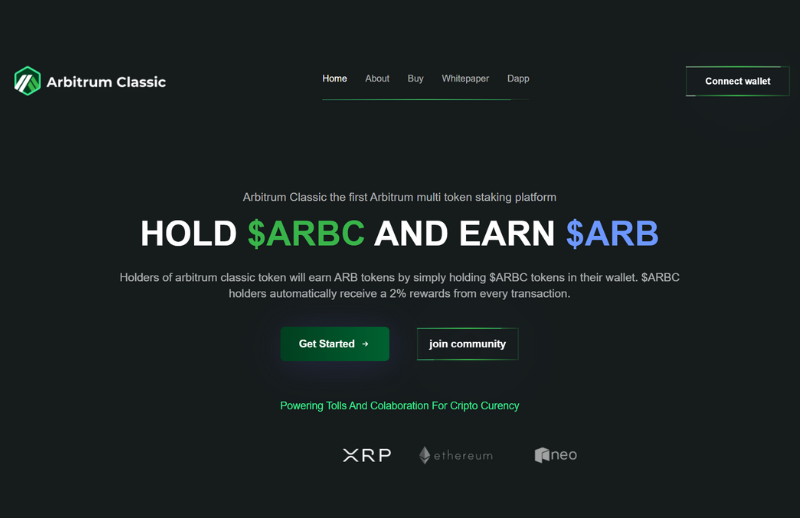 Arbitrum Classic
Home About Buy Whitepaper Dapp
Connect wallet
Arbitrum Classic the first Arbitrum multi token staking platform
HOLD $ARBC AND EARN $ARB
Holders of arbitrum classic token will earn ARB tokens by simply holding $ARBC tokens in their wallet. $ARBC
holders automatically receive a 2% rewards from every transaction.
Get Started →
join community
Powering Tolls And Colaboration For Cripto Curency
XRP ethereum neo